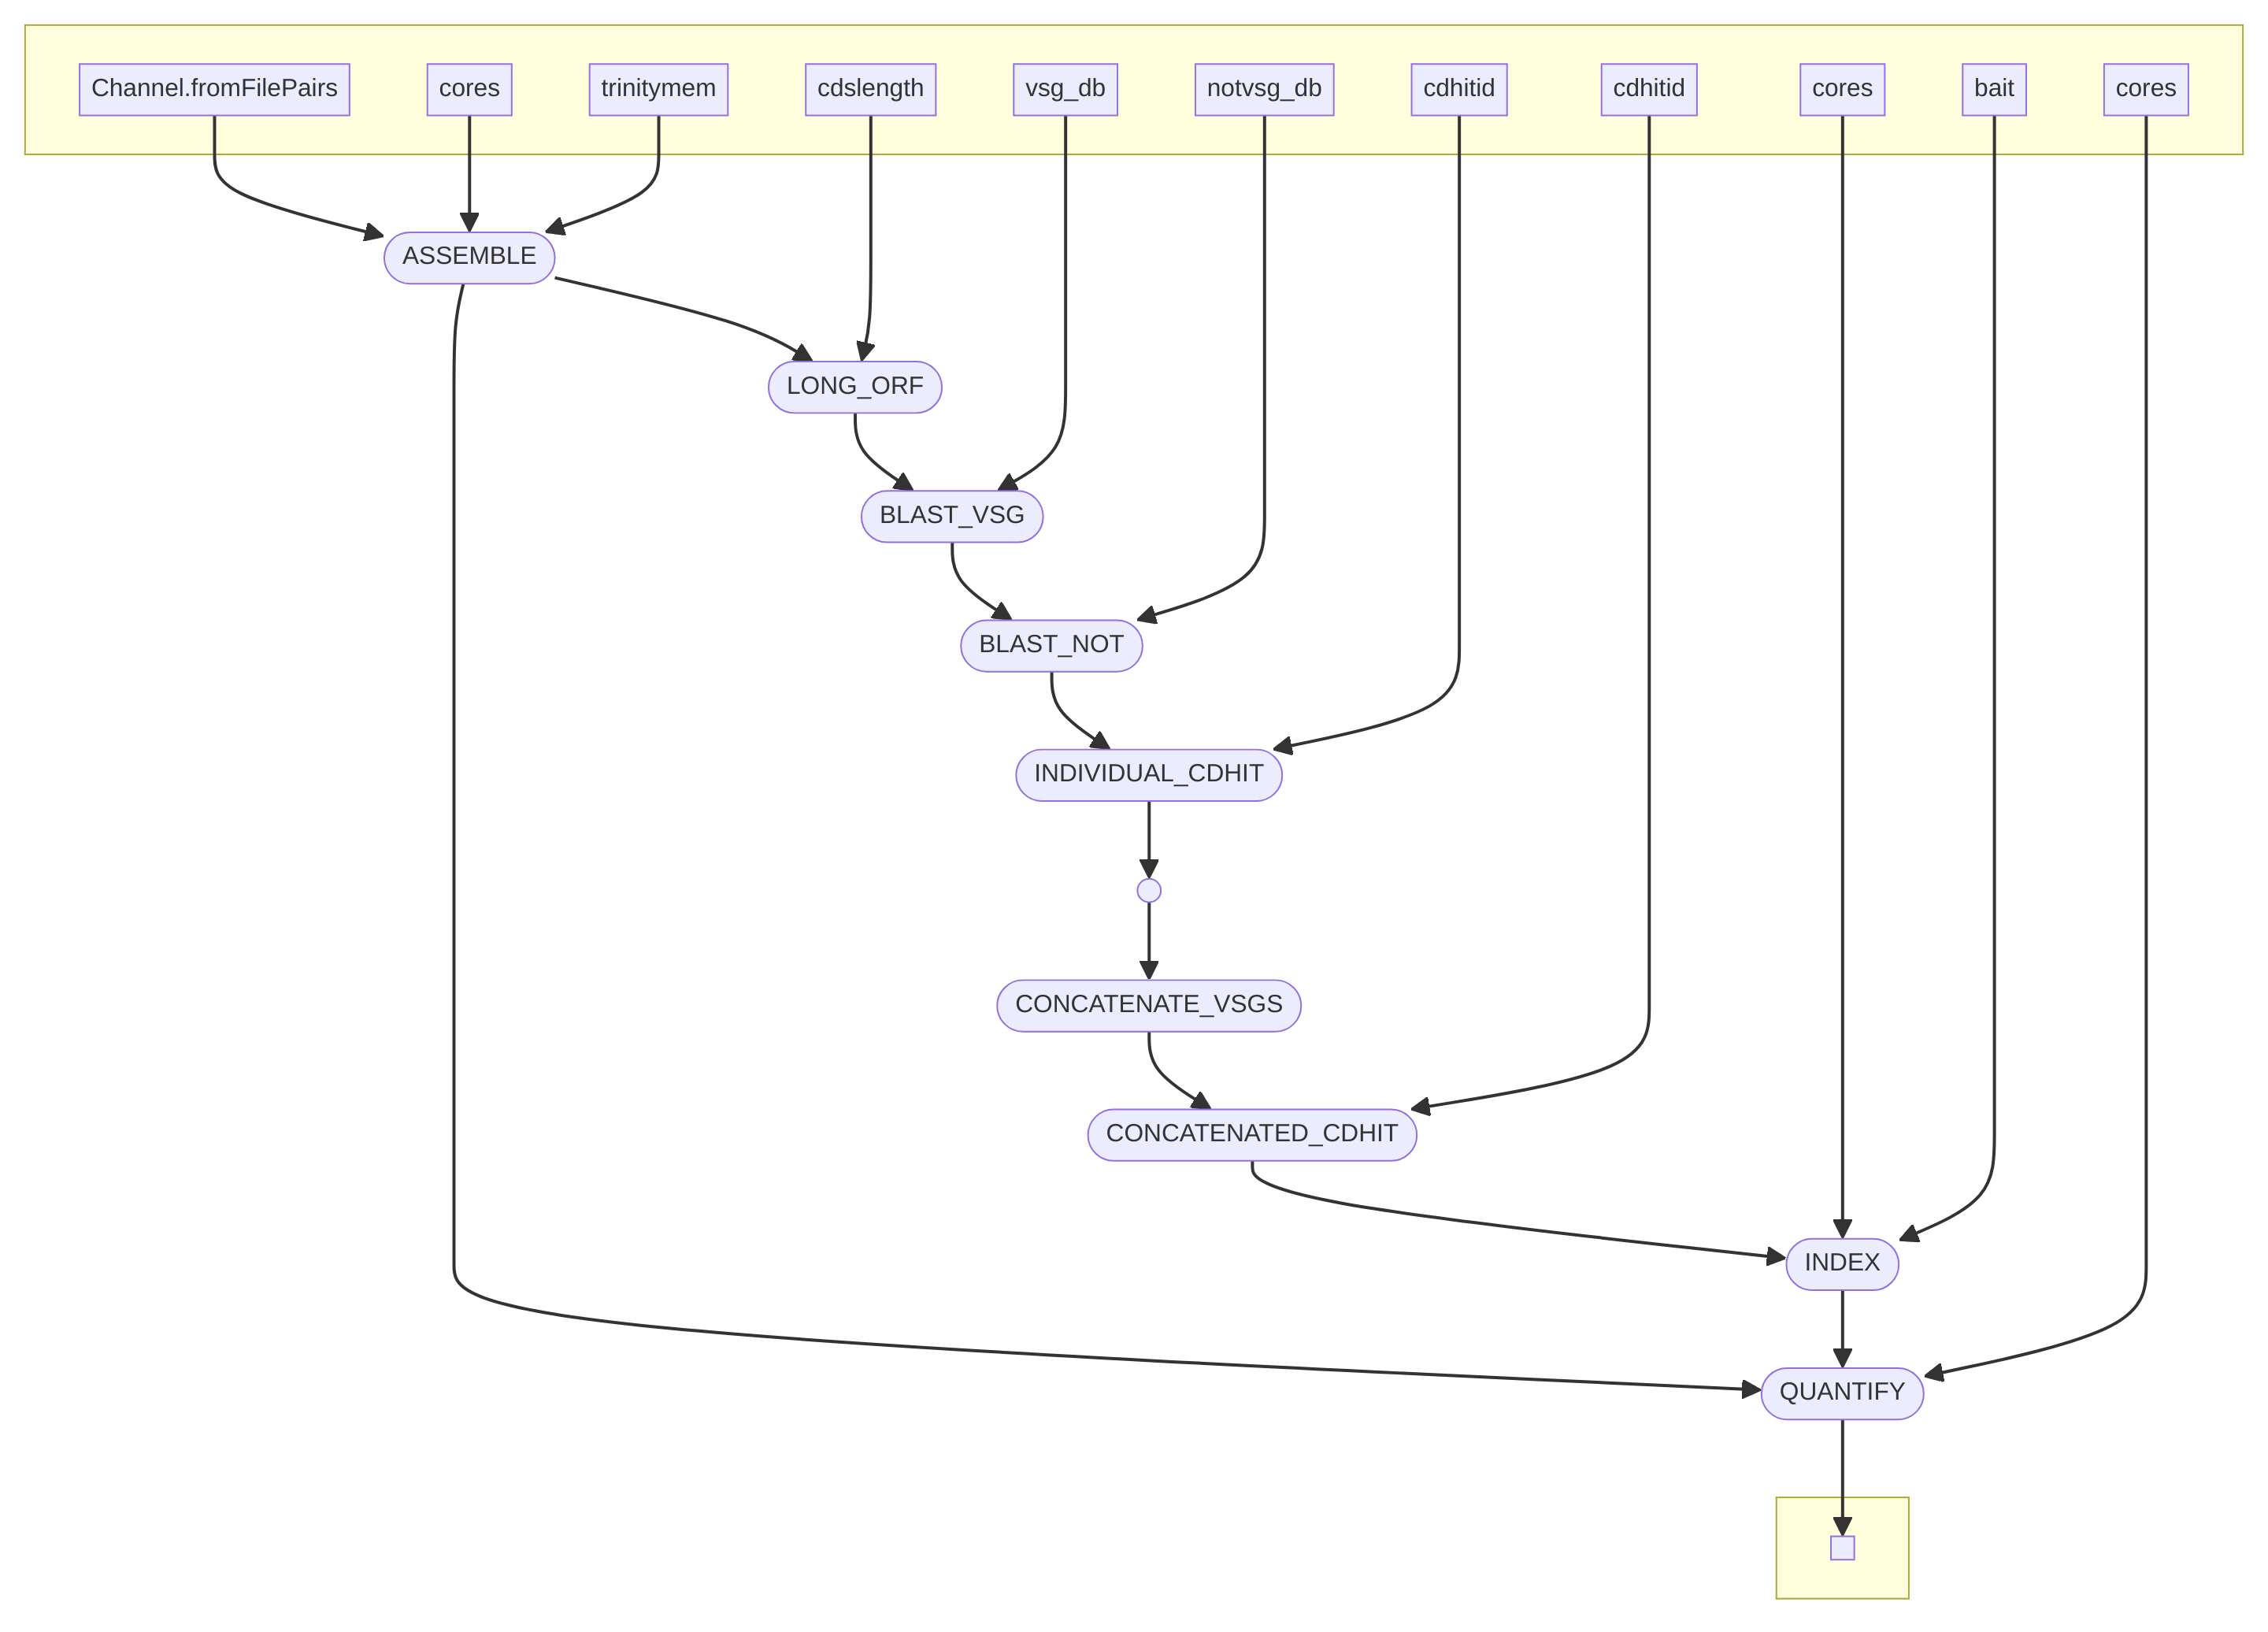 Channel.fromFilePairs
cores
trinitymem
cdslength
vsg_db
notvsg_db
cdhitid
cdhitid
cores
bait
cores
ASSEMBLE
LONG_ORF
BLAST_VSG
BLAST_NOT
INDIVIDUAL_CDHIT
CONCATENATE_VSGS
CONCATENATED_CDHIT
INDEX
QUANTIFY